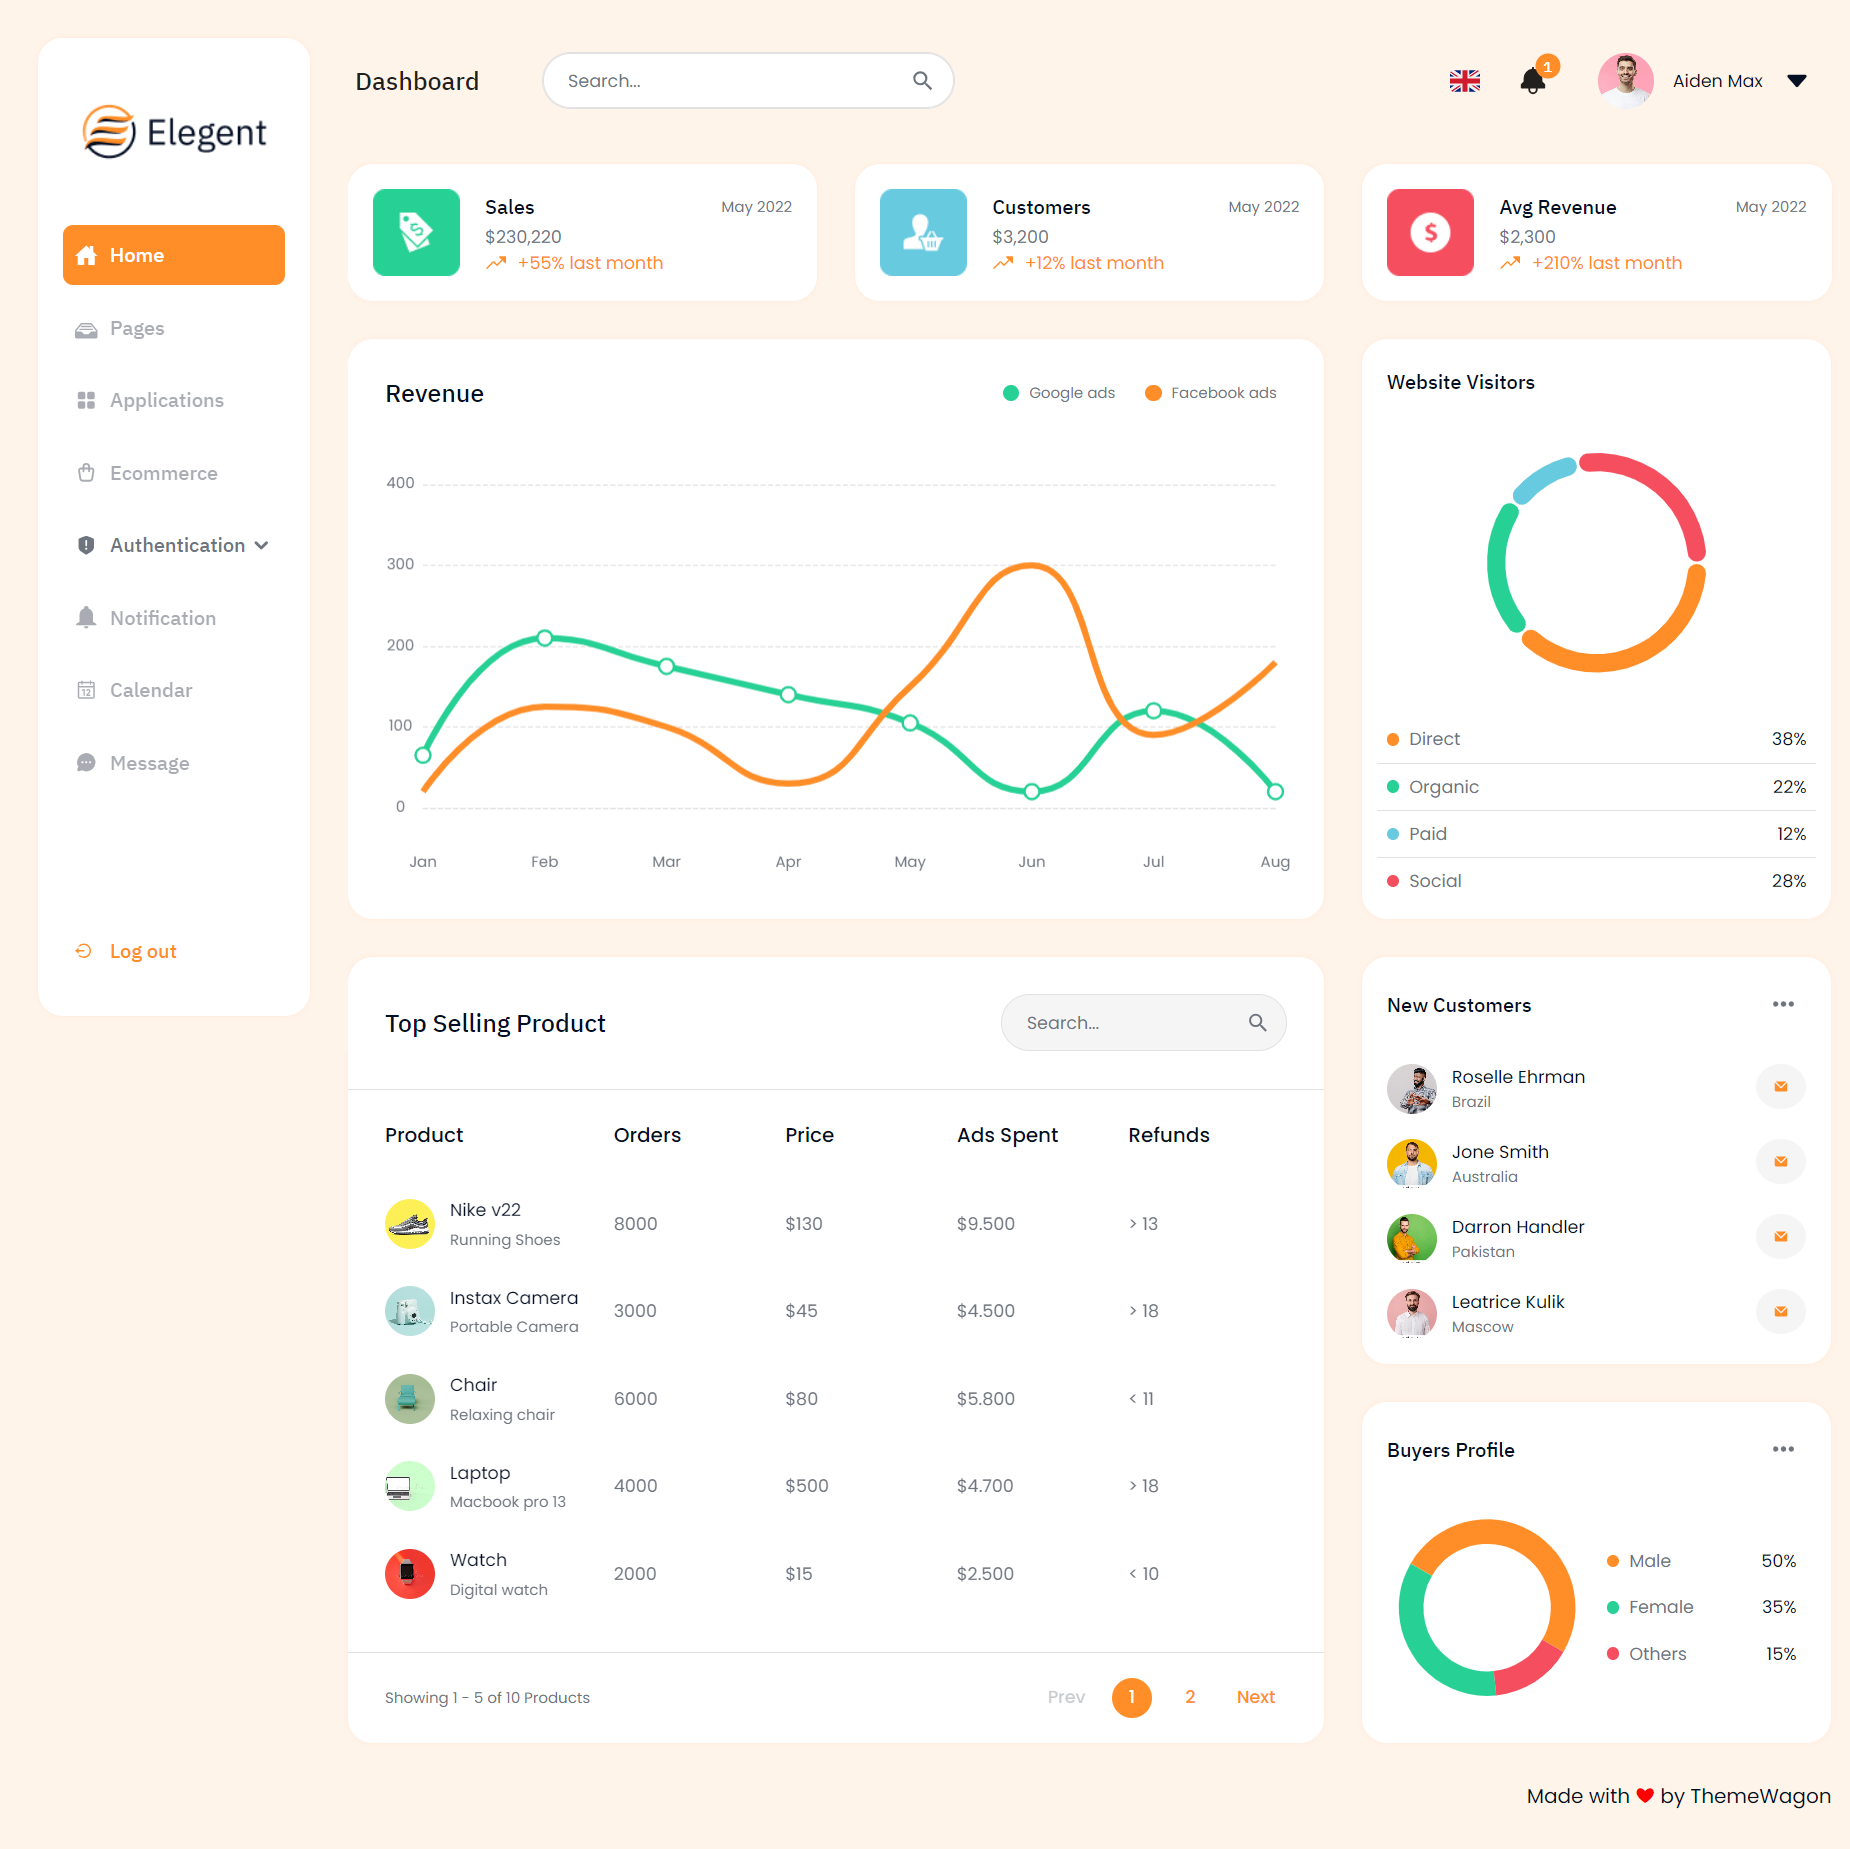 Elegent
Home
Pages
Applications
Ecommerce
Authentication
Notification
12
Calendar
Message
Log out
Dashboard
Search...
1
Aiden Max
Sales
May 2022
$230,220
+55% last month
Customers
May 2022
$3,200
+12% last month
$
Avg Revenue
May 2022
$2,300
+210% last month
Revenue
Google ads
Facebook ads
400
300
200
100
0
Jan Feb Mar Apr May Jun Jul Aug
Website Visitors
Direct 38%
Organic 22%
Paid 12%
Social 28%
Top Selling Product
Search...
Product Orders Price Ads Spent Refunds
Nike v22
Running Shoes
8000 $130 $9.500 > 13
Instax Camera
Portable Camera
3000 $45 $4.500 > 18
Chair
Relaxing chair
6000 $80 $5.800 < 11
Laptop
Macbook pro 13
4000 $500 $4.700 > 18
Watch
Digital watch
2000 $15 $2.500 < 10
Showing 1 - 5 of 10 Products
Prev 1 2 Next
New Customers
Roselle Ehrman
Brazil
Jone Smith
Australia
Darron Handler
Pakistan
Leatrice Kulik
Mascow
Buyers Profile
Male 50%
Female 35%
Others 15%
Made with ❤ by ThemeWagon